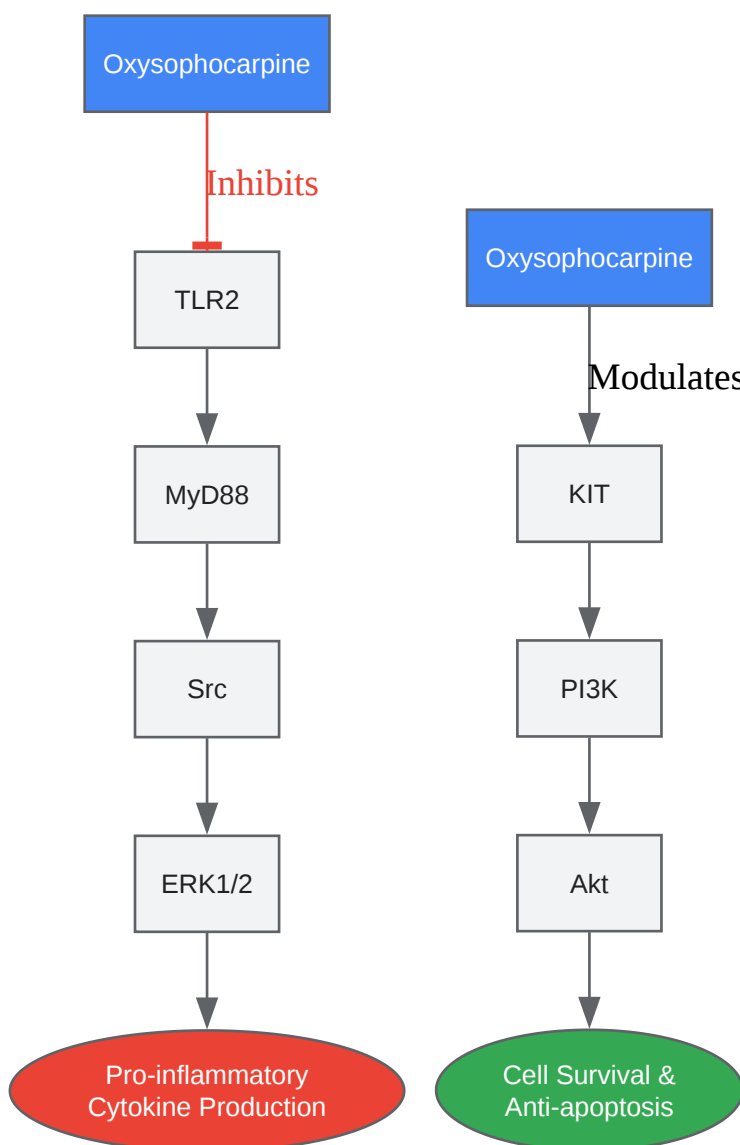 Oxysophocarpine
Inhibits
TLR2
MyD88
Src
ERK1/2
Pro-inflammatory
Cytokine Production
Oxysophocarpine
Modulates
KIT
PI3K
Akt
Cell Survival &
Anti-apoptosis